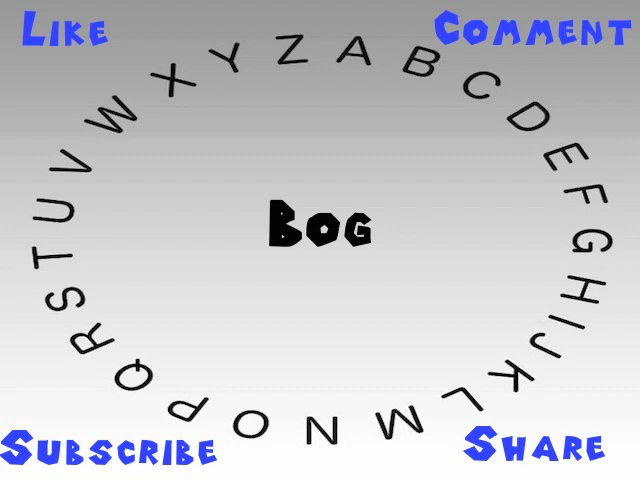 Like
Comment
A B C D E F G H I J K L M N O P Q R S T U V W X Y Z
Bog
Subscribe
Share